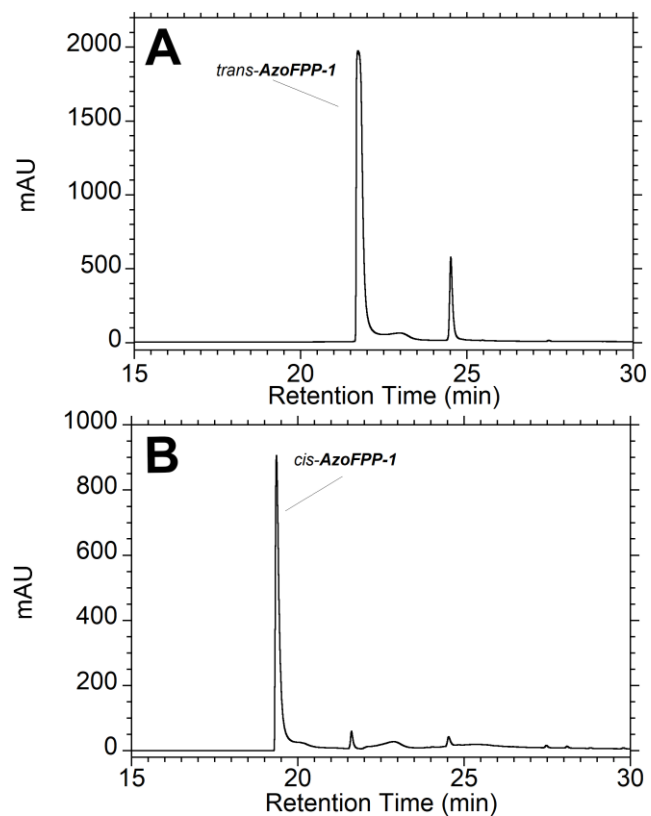 A
trans-AzoFPP-1
2000
1500
1000
500
0
mAU
15 20 25 30
Retention Time (min)
B
cis-AzoFPP-1
1000
800
600
400
200
0
mAU
15 20 25 30
Retention Time (min)